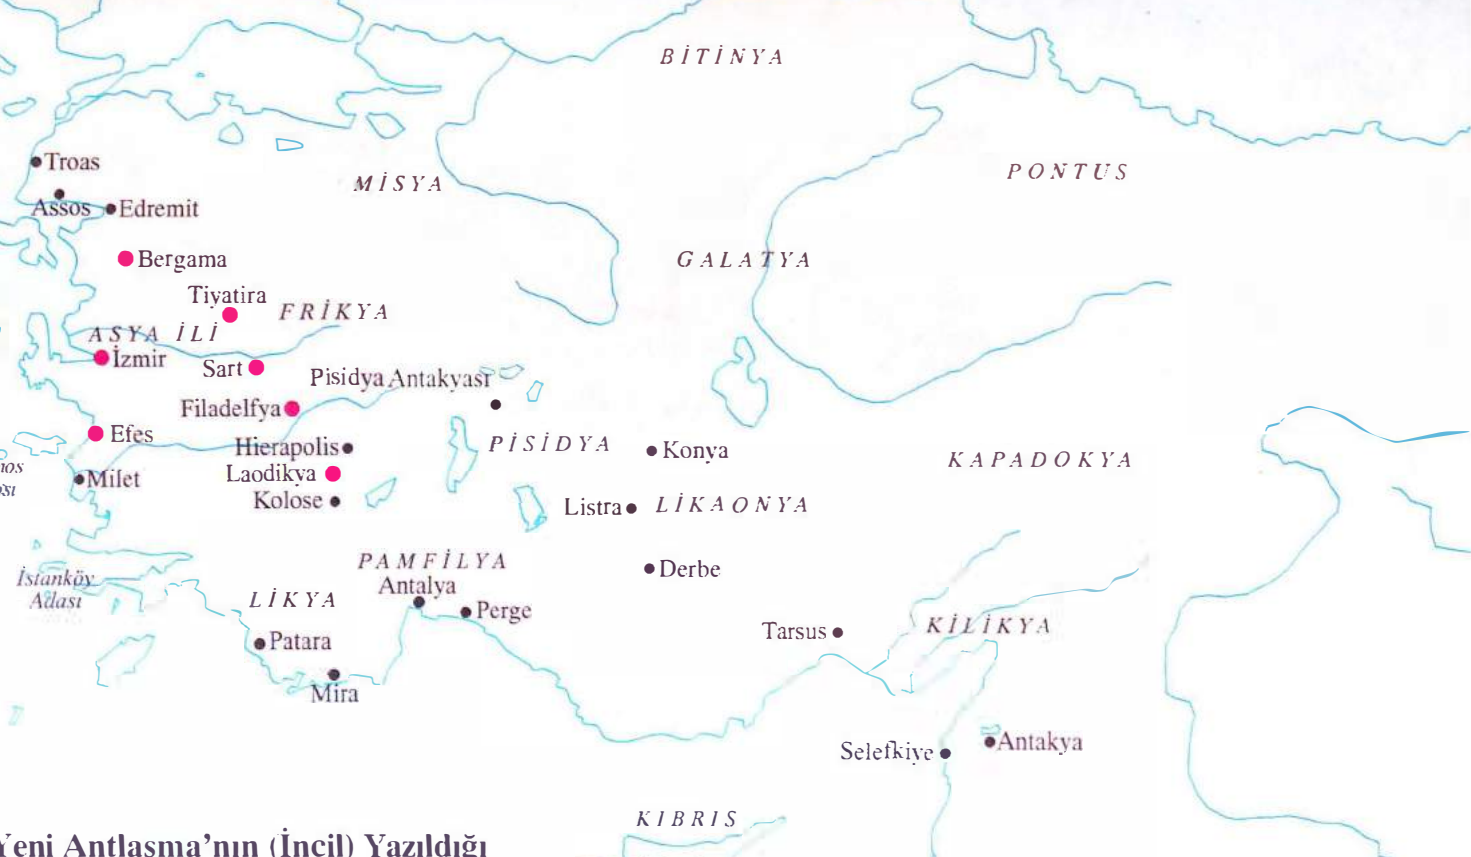 BİTİNYA
Troas
MİSYA
PONTUS
Assos
Edremit
Bergama
GALATYA
Tiyatira
FRİKYA
ASYA İLİ
İzmir
Sart
Pisidya Antakyası
Filadelfya
Efes
Hierapolis
PİSİDYA
Konya
KAPADOKYA
Laodikya
Milet
Kolose
Listra
LİKAONYA
PAMFİLYA
Derbe
İstanköy
Adası
Antalya
LİKYA
Perge
Patara
Tarsus
KİLİKYA
Mira
Selefkiye
Antakya
KIBRIS
Yeni Antlaşma’nın (İncil) Yazıldığı